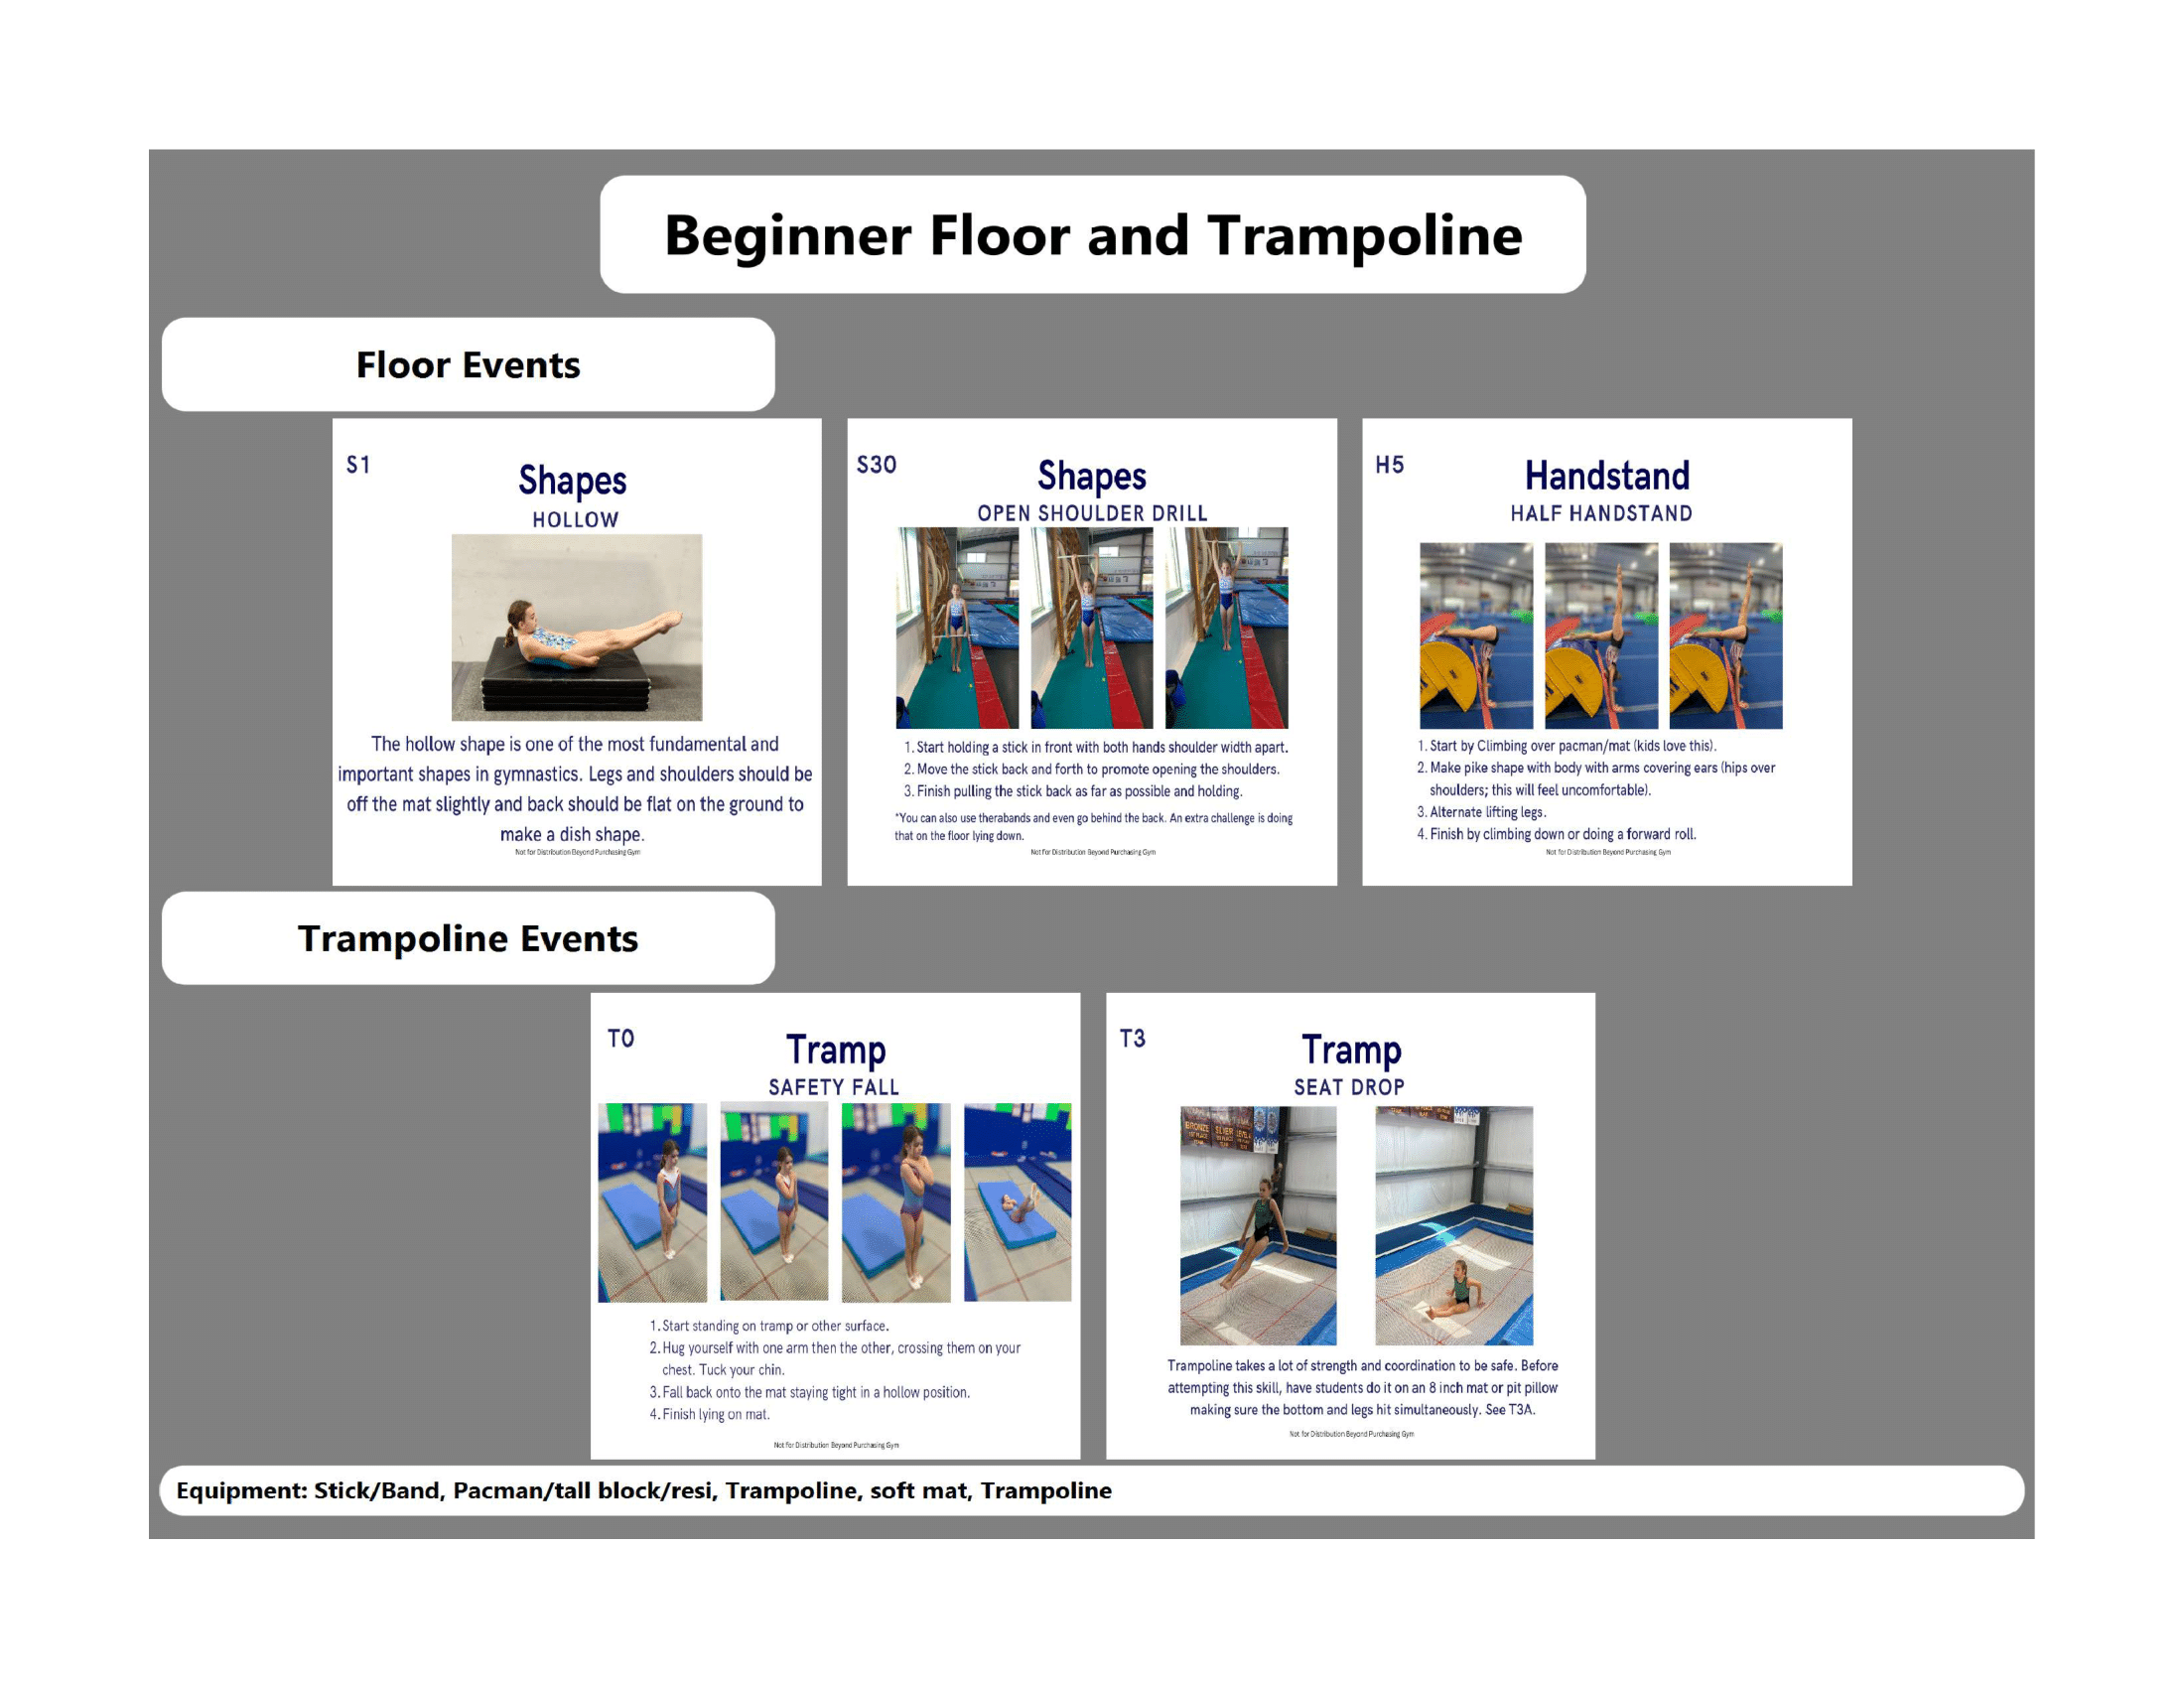 Beginner Floor and Trampoline
Floor Events
S1
Shapes
HOLLOW
The hollow shape is one of the most fundamental and
important shapes in gymnastics. Legs and shoulders should be
off the mat slightly and back should be flat on the ground to
make a dish shape.
Not for Distribution Beyond Purchasing Gym
S30
Shapes
OPEN SHOULDER DRILL
1. Start holding a stick in front with both hands shoulder width apart.
2. Move the stick back and forth to promote opening the shoulders.
3. Finish pulling the stick back as far as possible and holding.
*You can also use therabands and even go behind the back. An extra challenge is doing
that on the floor lying down.
Not for Distribution Beyond Purchasing Gym
H5
Handstand
HALF HANDSTAND
1. Start by Climbing over pacman/mat (kids love this).
2. Make pike shape with body with arms covering ears (hips over
shoulders; this will feel uncomfortable).
3. Alternate lifting legs.
4. Finish by climbing down or doing a forward roll.
Not for Distribution Beyond Purchasing Gym
Trampoline Events
T0
Tramp
SAFETY FALL
1. Start standing on tramp or other surface.
2. Hug yourself with one arm then the other, crossing them on your
chest. Tuck your chin.
3. Fall back onto the mat staying tight in a hollow position.
4. Finish lying on mat.
Not for Distribution Beyond Purchasing Gym
T3
Tramp
SEAT DROP
BRONZE SILVER
Trampoline takes a lot of strength and coordination to be safe. Before
attempting this skill, have students do it on an 8 inch mat or pit pillow
making sure the bottom and legs hit simultaneously. See T3A.
Not for Distribution Beyond Purchasing Gym
Equipment: Stick/Band, Pacman/tall block/resi, Trampoline, soft mat, Trampoline